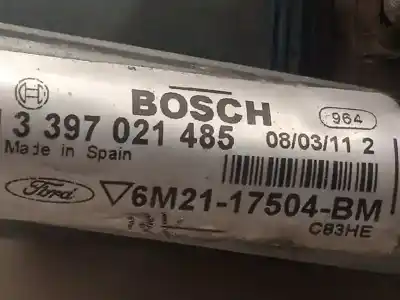 BOSCH 964
3 397 021 485 08/03/11 2
Made in Spain
Ford 6M21-17504-BM
C83HE